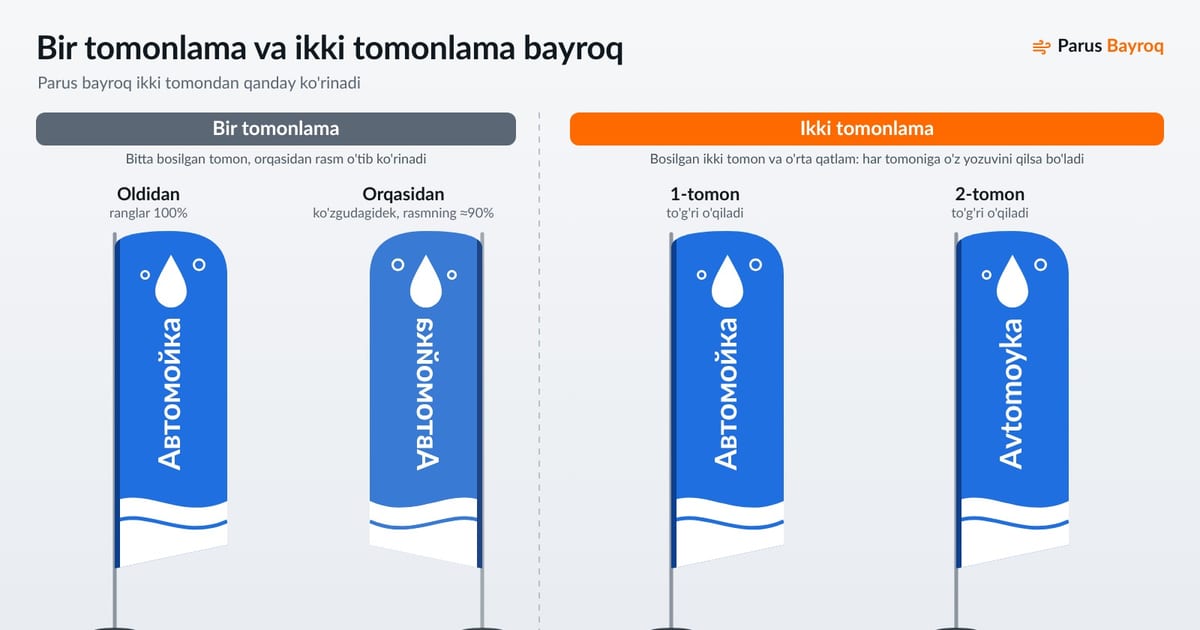 Bir tomonlama va ikki tomonlama bayroq
Parus Bayroq
Parus bayroq ikki tomondan qanday ko'rinadi
Bir tomonlama
Bitta bosilgan tomon, orqasidan rasm o'tib ko'rinadi
Oldidan
ranglar 100%
Автомойка
Orqasidan
ko'zgudagidek, rasmning ≈90%
Автомойка
Ikki tomonlama
Bosilgan ikki tomon va o'rta qatlam: har tomoniga o'z yozuvini qilsa bo'ladi
1-tomon
to'g'ri o'qiladi
Автомойка
2-tomon
to'g'ri o'qiladi
Avtomoyka